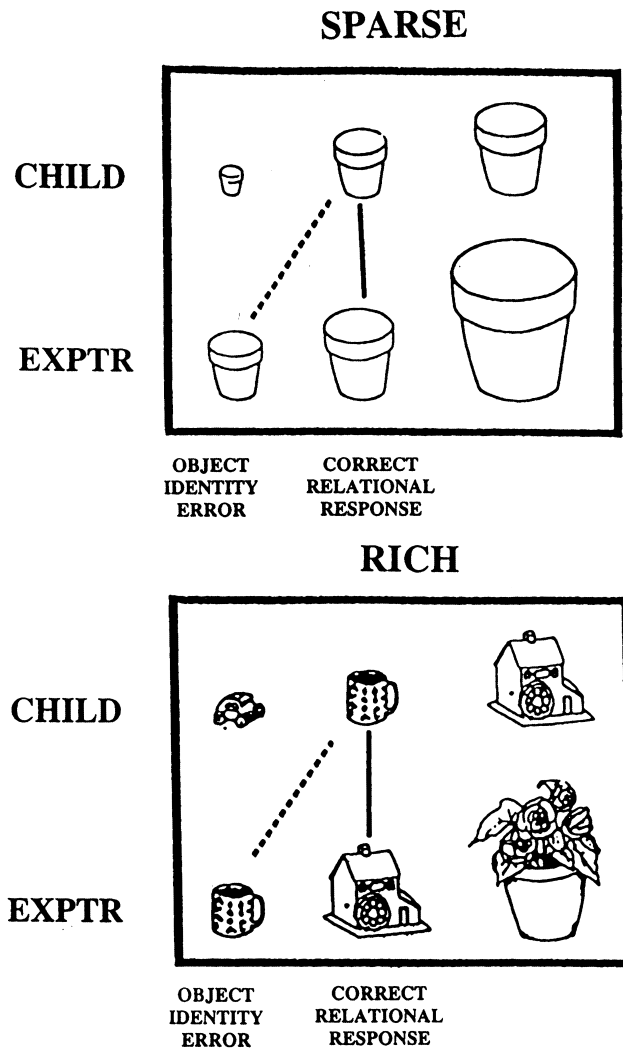 SPARSE
CHILD
EXPTR
OBJECT
IDENTITY
ERROR
CORRECT
RELATIONAL
RESPONSE
RICH
CHILD
EXPTR
OBJECT
IDENTITY
ERROR
CORRECT
RELATIONAL
RESPONSE